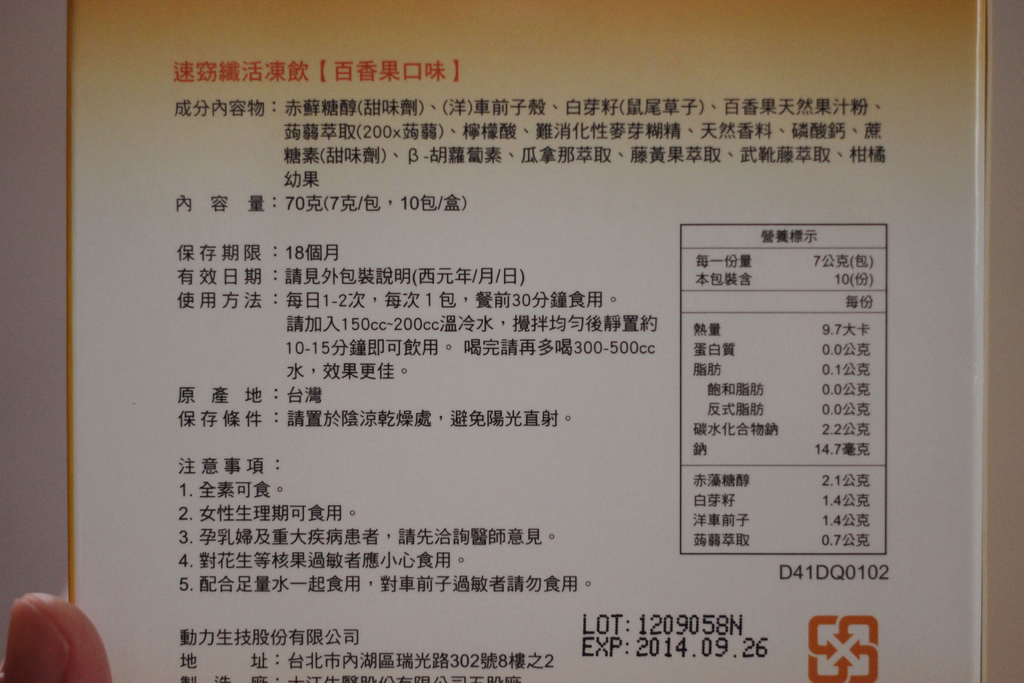 速窈纖活凍飲【百香果口味】
成分內容物：赤蘚糖醇(甜味劑)、(洋)車前子殼、白芽籽(鼠尾草子)、百香果天然果汁粉、
蒟蒻萃取(200x蒟蒻)、檸檬酸、難消化性麥芽糊精、天然香料、磷酸鈣、蔗
糖素(甜味劑)、β-胡蘿蔔素、瓜拿那萃取、藤黃果萃取、武靴藤萃取、柑橘
幼果
內容量：70克(7克/包，10包/盒)
保存期限：18個月
有效日期：請見外包裝說明(西元年/月/日)
使用方法：每日1-2次，每次1包，餐前30分鐘食用。
請加入150cc~200cc溫冷水，攪拌均勻後靜置約
10-15分鐘即可飲用。 喝完請再多喝300-500cc
水，效果更佳。
原產地：台灣
保存條件：請置於陰涼乾燥處，避免陽光直射。
注意事項：
1. 全素可食。
2. 女性生理期可食用。
3. 孕乳婦及重大疾病患者，請先洽詢醫師意見。
4. 對花生等核果過敏者應小心食用。
5. 配合足量水一起食用，對車前子過敏者請勿食用。
動力生技股份有限公司
地址：台北市內湖區瑞光路302號8樓之2
製造廠：大江生醫股份有限公司五股廠
營養標示
每一份量 7公克(包)
本包裝含 10(份)
每份
熱量 9.7大卡
蛋白質 0.0公克
脂肪 0.1公克
飽和脂肪 0.0公克
反式脂肪 0.0公克
碳水化合物鈉 2.2公克
鈉 14.7毫克
赤藻糖醇 2.1公克
白芽籽 1.4公克
洋車前子 1.4公克
蒟蒻萃取 0.7公克
D41DQ0102
LOT: 1209058N
EXP: 2014.09.26